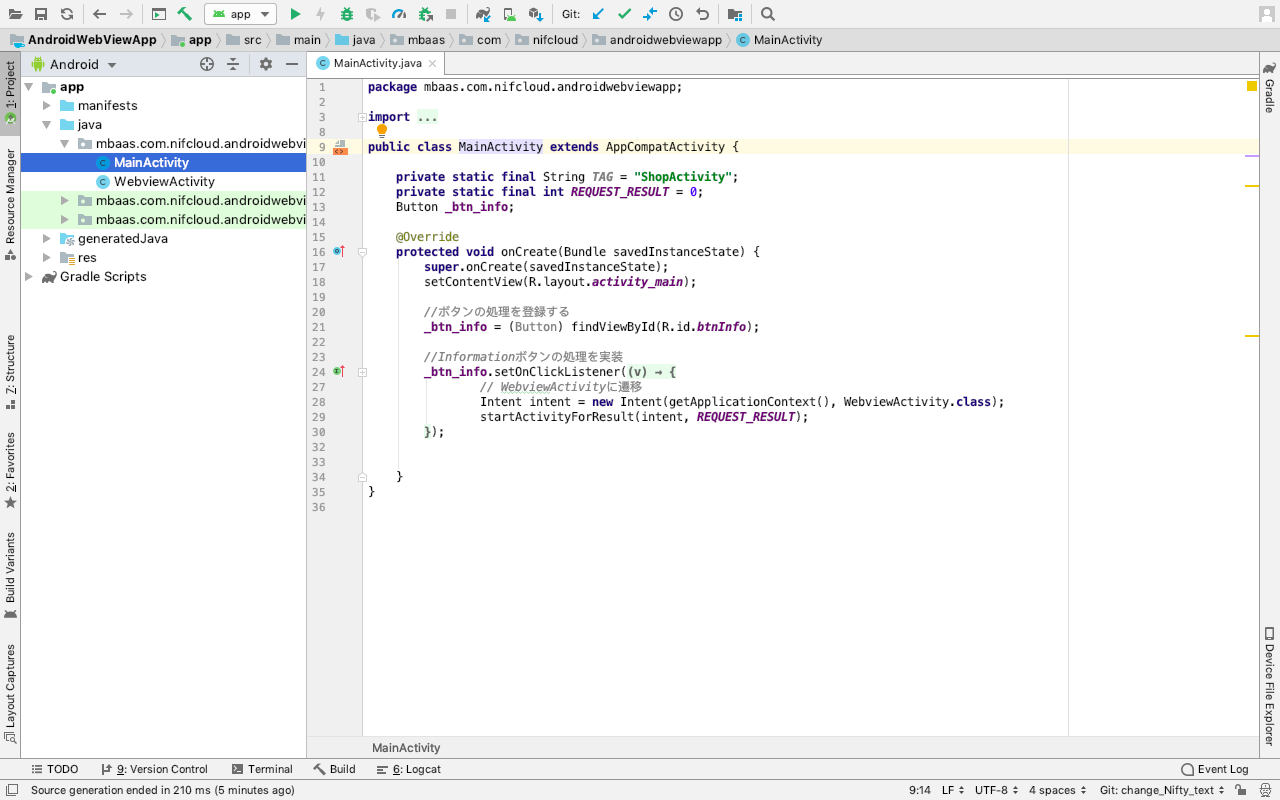 app
Git:
AndroidWebViewApp app src main java mbaas com nifcloud androidwebviewapp MainActivity
1: Project
Resource Manager
Z: Structure
2: Favorites
Build Variants
Layout Captures
Android
app
manifests
java
mbaas.com.nifcloud.androidwebvi
MainActivity
WebviewActivity
mbaas.com.nifcloud.androidwebvi
mbaas.com.nifcloud.androidwebvi
generatedJava
res
Gradle Scripts
MainActivity.java
1 package mbaas.com.nifcloud.androidwebviewapp;
2
3 import ...
8
9 public class MainActivity extends AppCompatActivity {
10
11 private static final String TAG = "ShopActivity";
12 private static final int REQUEST_RESULT = 0;
13 Button _btn_info;
14
15 @Override
16 protected void onCreate(Bundle savedInstanceState) {
17 super.onCreate(savedInstanceState);
18 setContentView(R.layout.activity_main);
19
20 //ボタンの処理を登録する
21 _btn_info = (Button) findViewById(R.id.btnInfo);
22
23 //Informationボタンの処理を実装
24 _btn_info.setOnClickListener((v) → {
27 // WebviewActivityに遷移
28 Intent intent = new Intent(getApplicationContext(), WebviewActivity.class);
29 startActivityForResult(intent, REQUEST_RESULT);
30 });
32
33
34 }
35 }
36
MainActivity
Gradle
Device File Explorer
TODO 9: Version Control Terminal Build 6: Logcat Event Log
Source generation ended in 210 ms (5 minutes ago) 9:14 LF UTF-8 4 spaces Git: change_Nifty_text